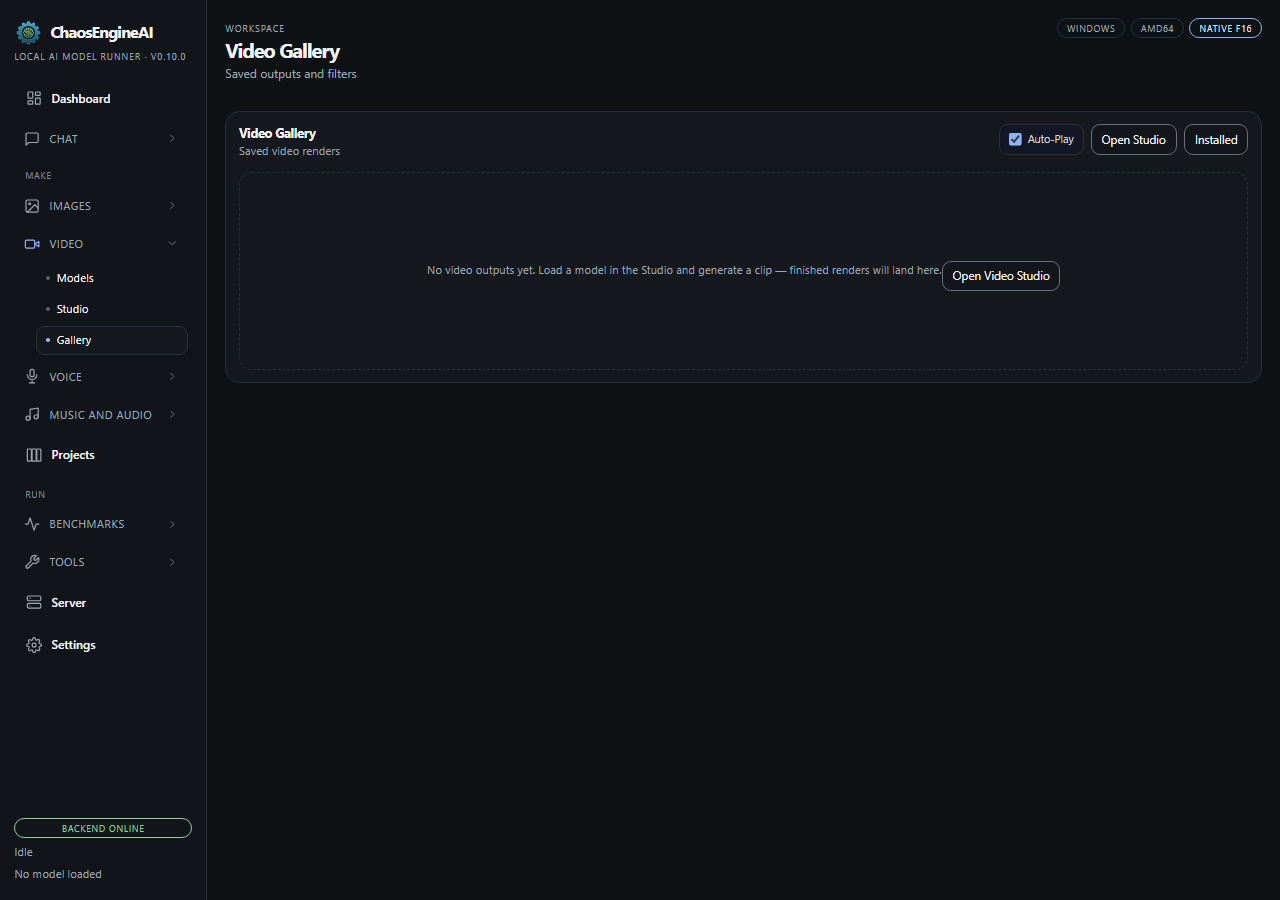 ChaosEngineAI
LOCAL AI MODEL RUNNER · V0.10.0
Dashboard
CHAT
MAKE
IMAGES
VIDEO
Models
Studio
Gallery
VOICE
MUSIC AND AUDIO
Projects
RUN
BENCHMARKS
TOOLS
Server
Settings
BACKEND ONLINE
Idle
No model loaded
WORKSPACE
Video Gallery
Saved outputs and filters
WINDOWS
AMD64
NATIVE F16
Video Gallery
Saved video renders
Auto-Play
Open Studio
Installed
No video outputs yet. Load a model in the Studio and generate a clip — finished renders will land here.
Open Video Studio